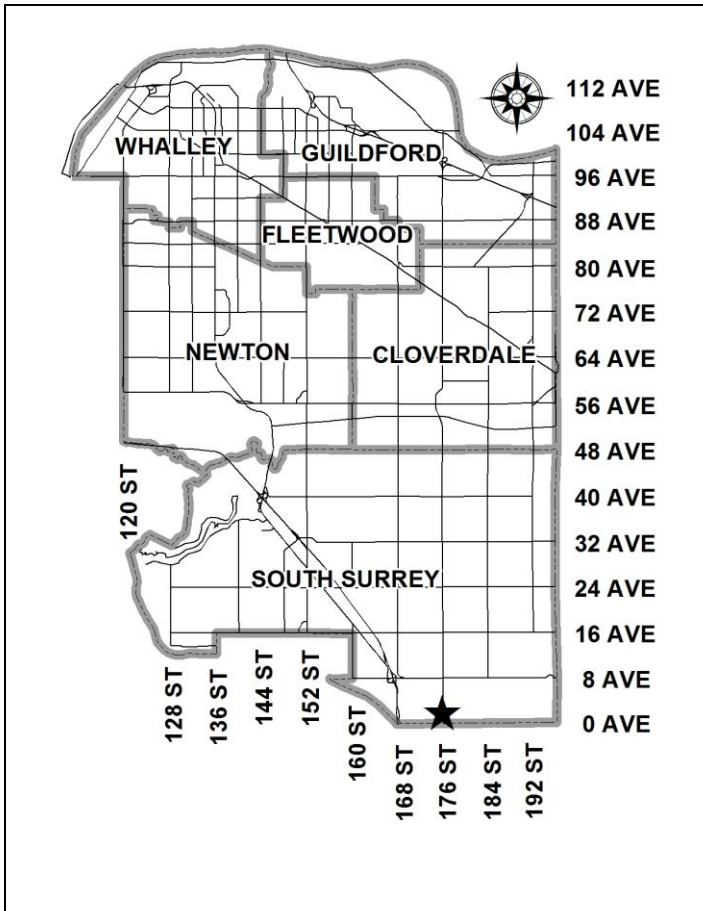 112 AVE
104 AVE
WHALLEY
GUILDFORD
96 AVE
88 AVE
FLEETWOOD
80 AVE
72 AVE
NEWTON
CLOVERDALE
64 AVE
56 AVE
48 AVE
120 ST
40 AVE
32 AVE
SOUTH SURREY
24 AVE
16 AVE
8 AVE
0 AVE
128 ST
136 ST
144 ST
152 ST
160 ST
168 ST
176 ST
184 ST
192 ST